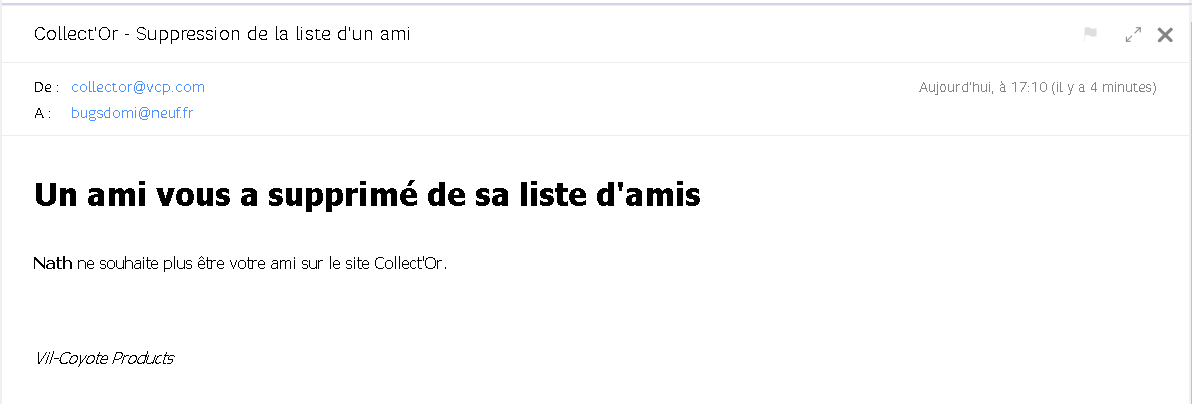 Collect'Or - Suppression de la liste d'un ami
De : collector@vcp.com
Aujourd'hui, à 17:10 (il y a 4 minutes)
A : bugsdomi@neuf.fr
Un ami vous a supprimé de sa liste d'amis
Nath ne souhaite plus être votre ami sur le site Collect'Or.
Vil-Coyote Products